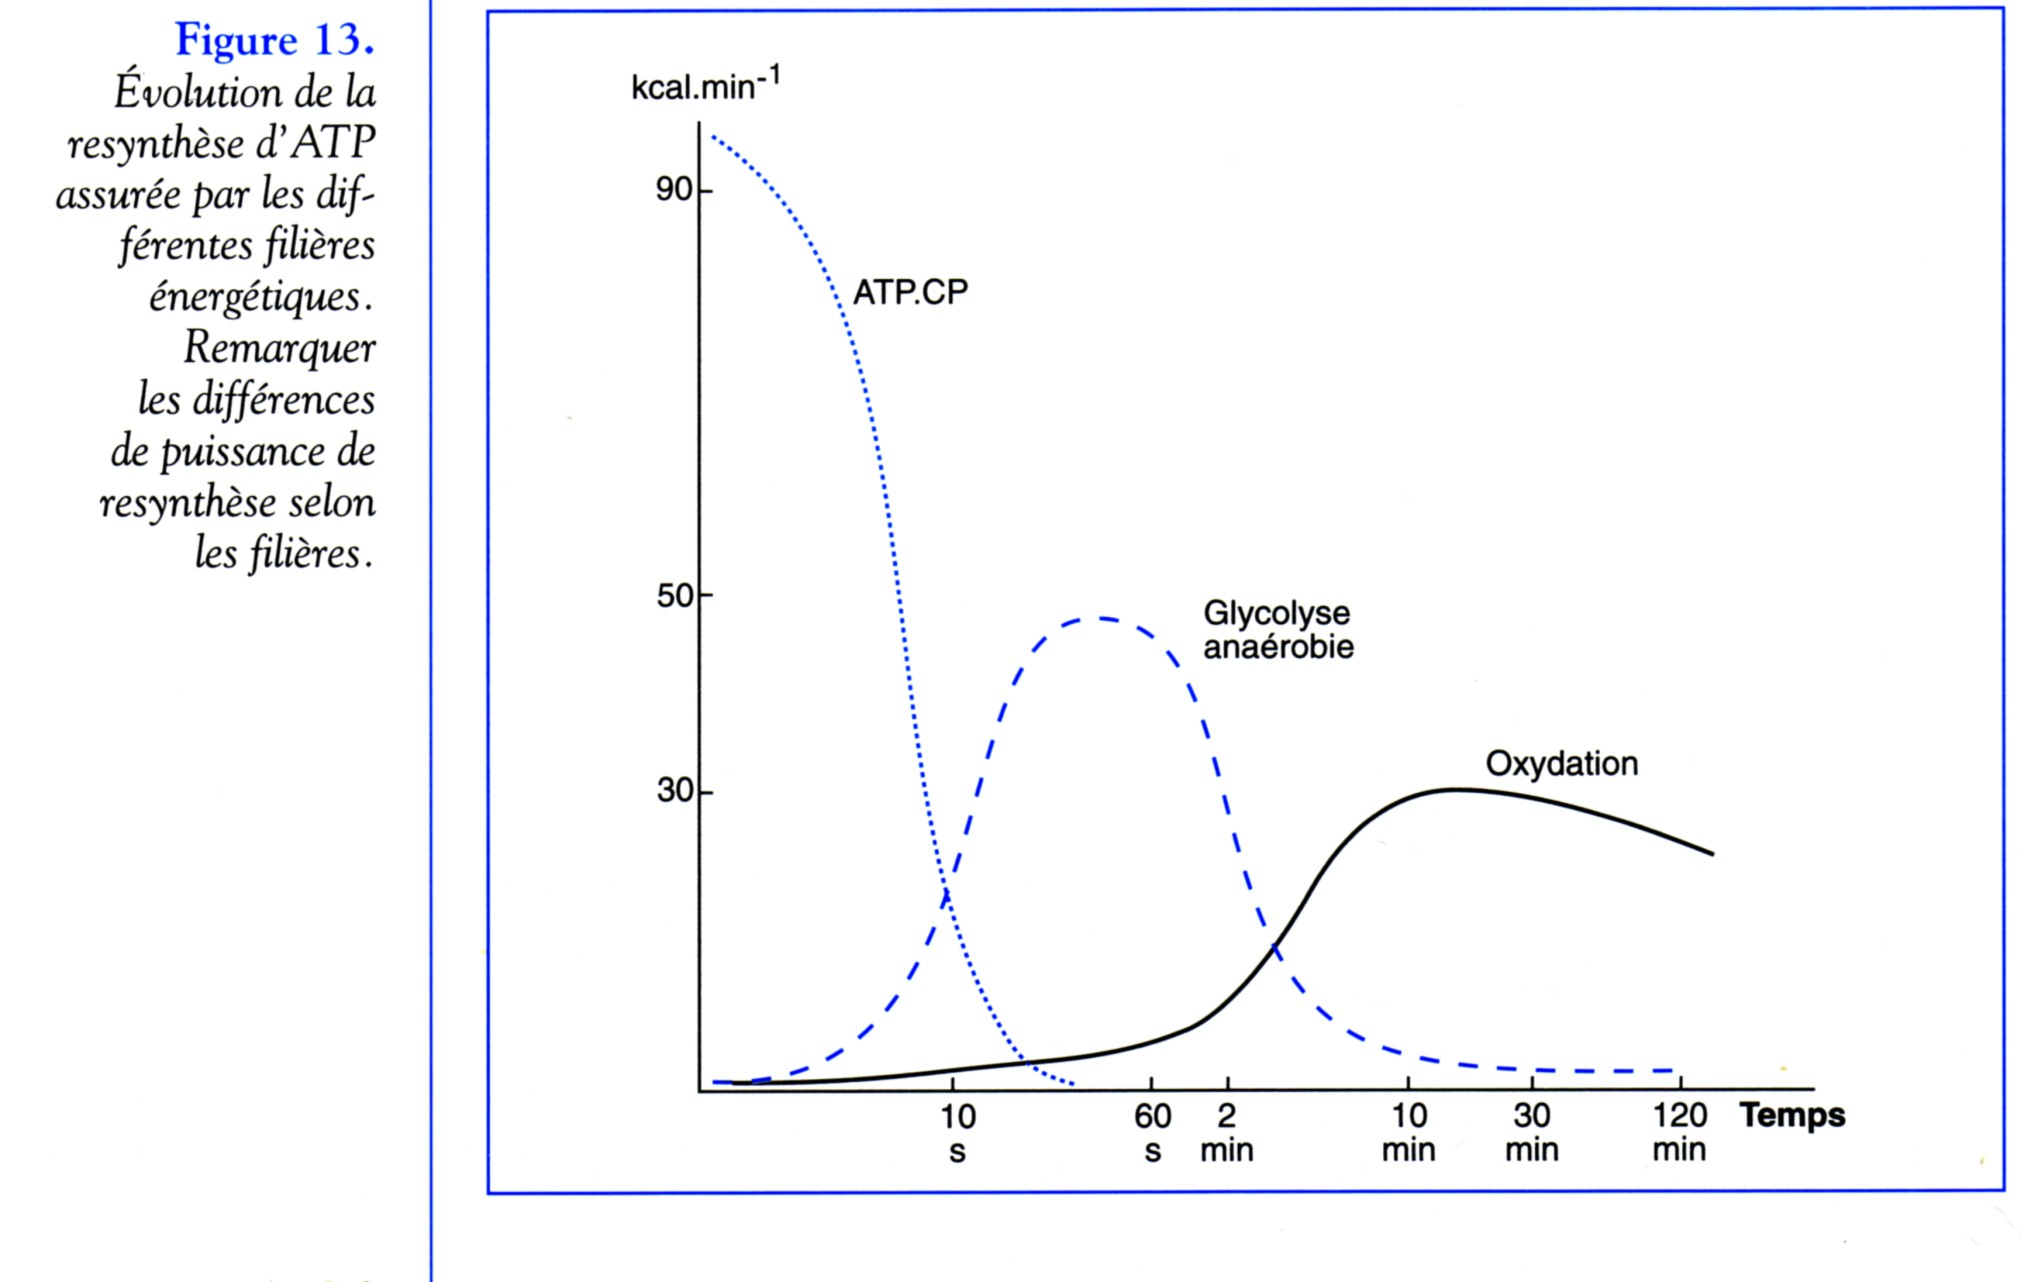 Figure 13.
Évolution de la
resynthèse d'ATP
assurée par les dif-
férentes filières
énergétiques.
Remarquer
les différences
de puissance de
resynthèse selon
les filières.
kcal.min⁻¹
90
ATP.CP
50
Glycolyse
anaérobie
30
Oxydation
10 60 2 10 30 120 Temps
s s min min min min